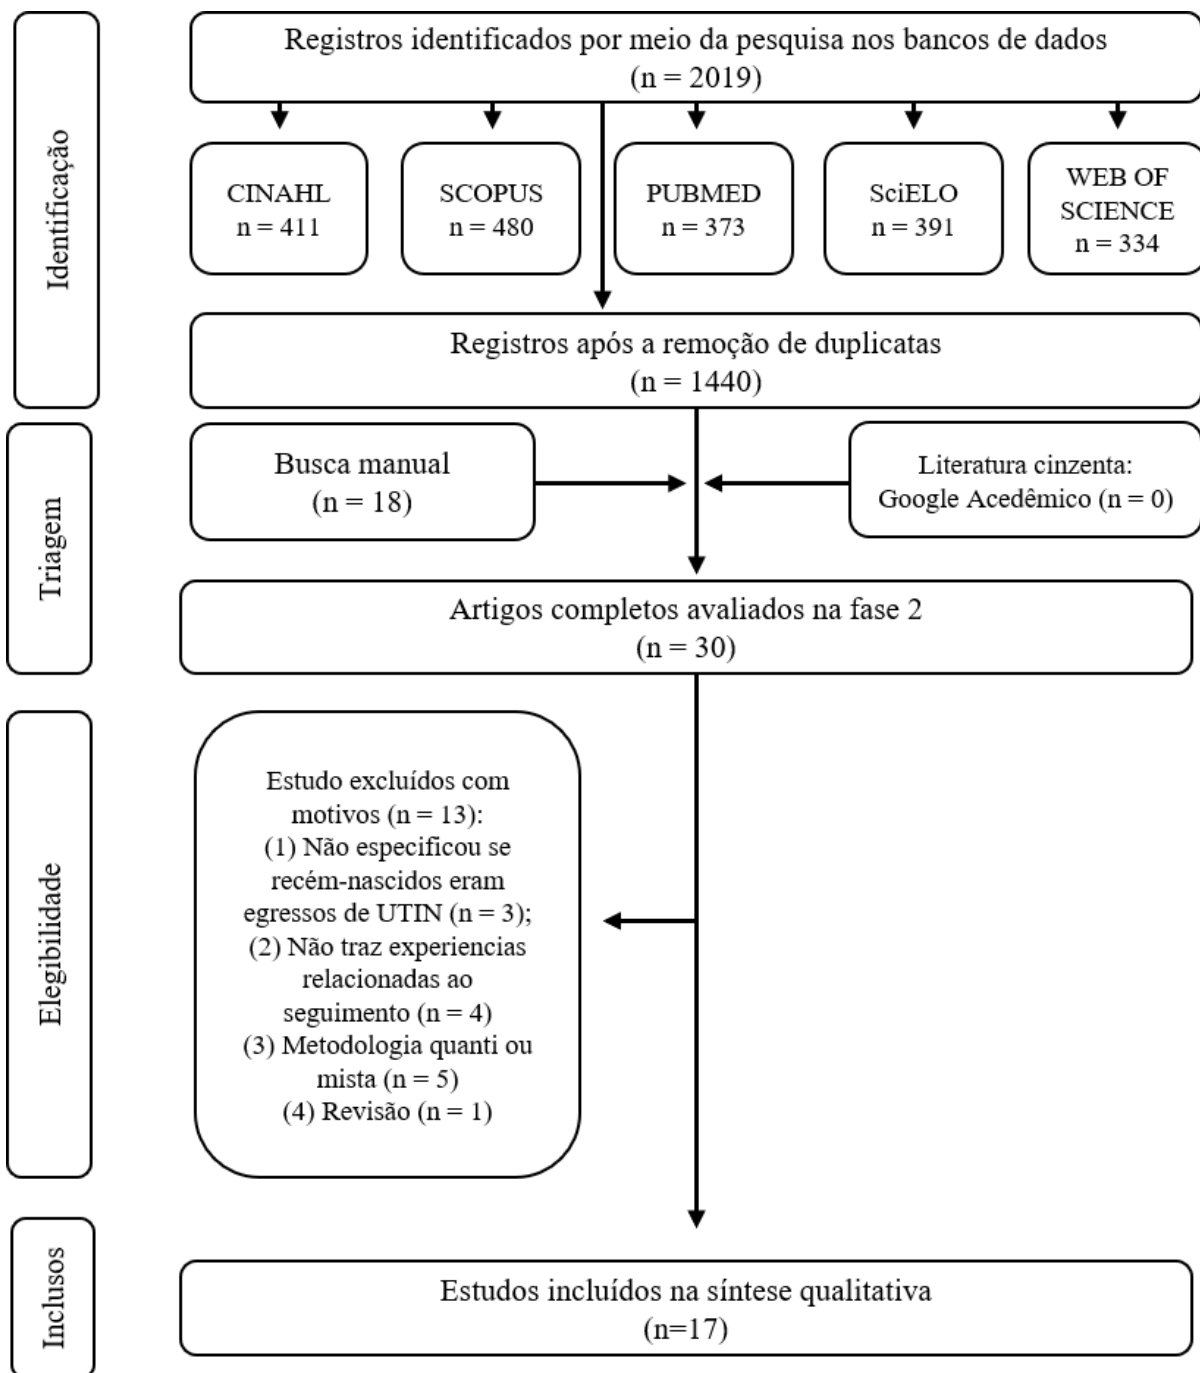 Identificação
Registros identificados por meio da pesquisa nos bancos de dados
(n = 2019)
CINAHL
n = 411
SCOPUS
n = 480
PUBMED
n = 373
SciELO
n = 391
WEB OF
SCIENCE
n = 334
Registros após a remoção de duplicatas
(n = 1440)
Triagem
Busca manual
(n = 18)
Literatura cinzenta:
Google Acedêmico (n = 0)
Artigos completos avaliados na fase 2
(n = 30)
Elegibilidade
Estudo excluídos com
motivos (n = 13):
(1) Não especificou se
recém-nascidos eram
egressos de UTIN (n = 3);
(2) Não traz experiencias
relacionadas ao
seguimento (n = 4)
(3) Metodologia quanti ou
mista (n = 5)
(4) Revisão (n = 1)
Inclusos
Estudos incluídos na síntese qualitativa
(n=17)